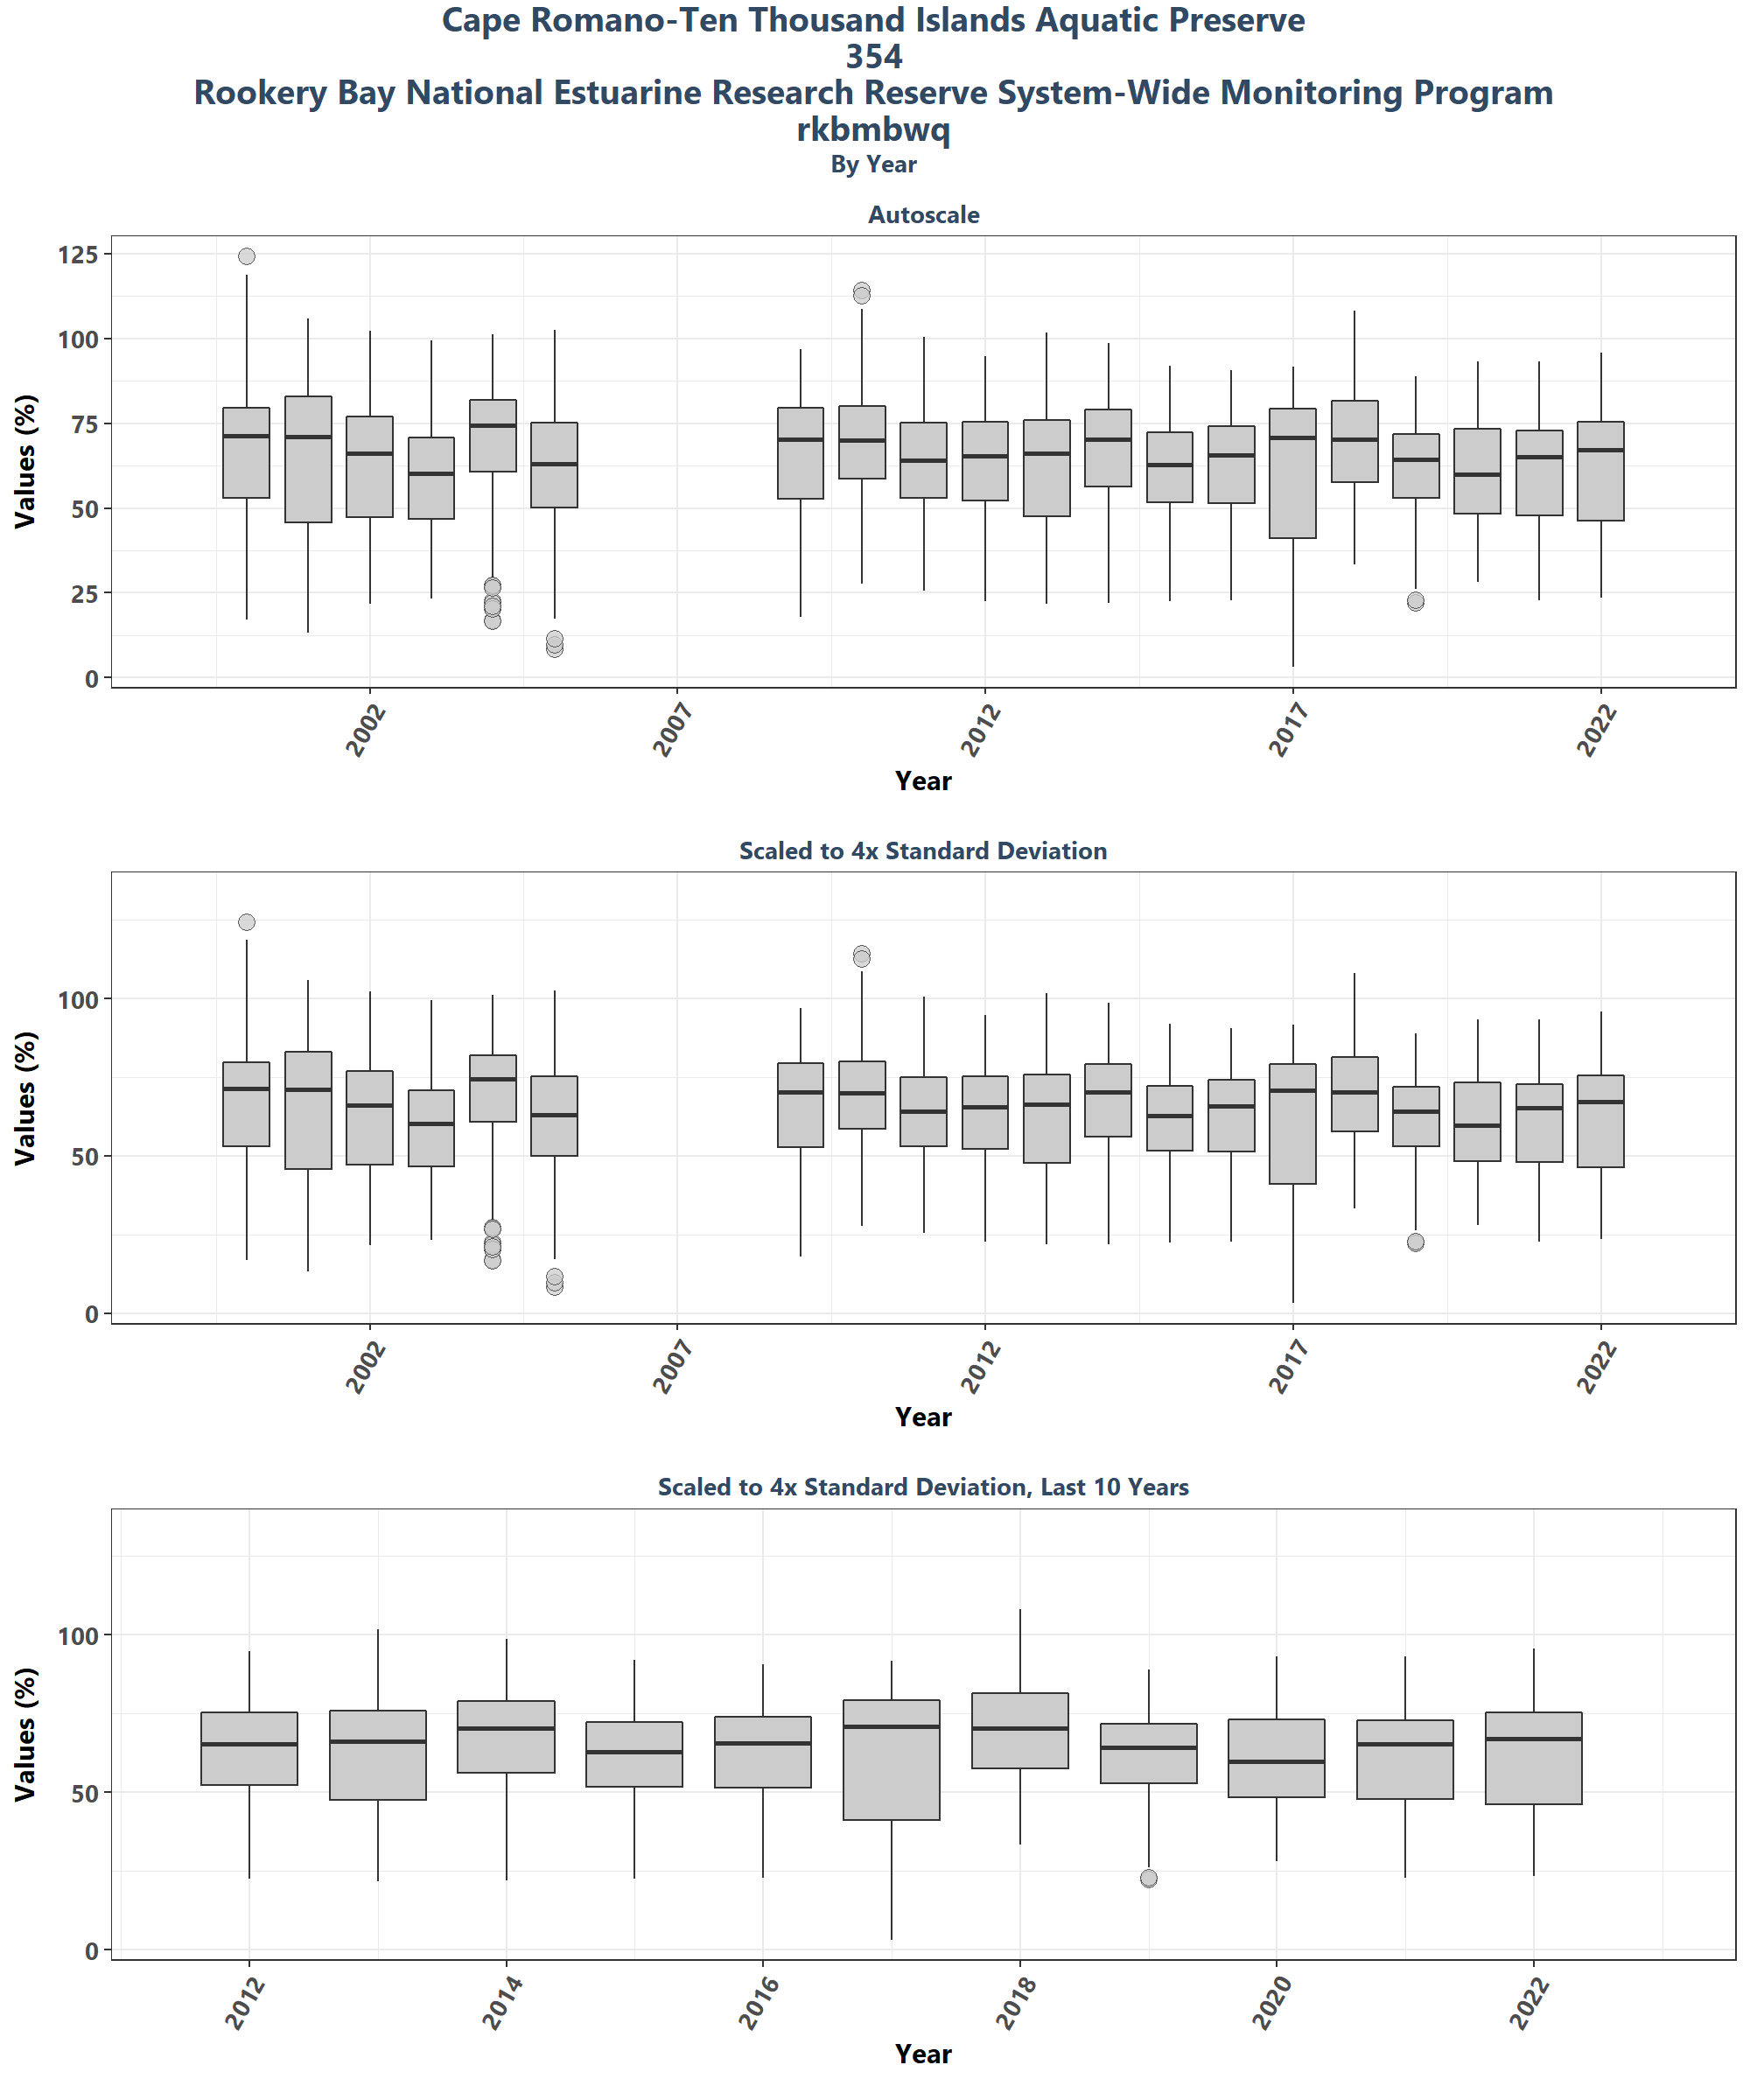 Cape Romano-Ten Thousand Islands Aquatic Preserve
354
Rookery Bay National Estuarine Research Reserve System-Wide Monitoring Program
rkbmbwq
By Year
Autoscale
Values (%)
125
100
75
50
25
0
2002
2007
2012
2017
2022
Year
Scaled to 4x Standard Deviation
Values (%)
100
50
0
2002
2007
2012
2017
2022
Year
Scaled to 4x Standard Deviation, Last 10 Years
Values (%)
100
50
0
2012
2014
2016
2018
2020
2022
Year